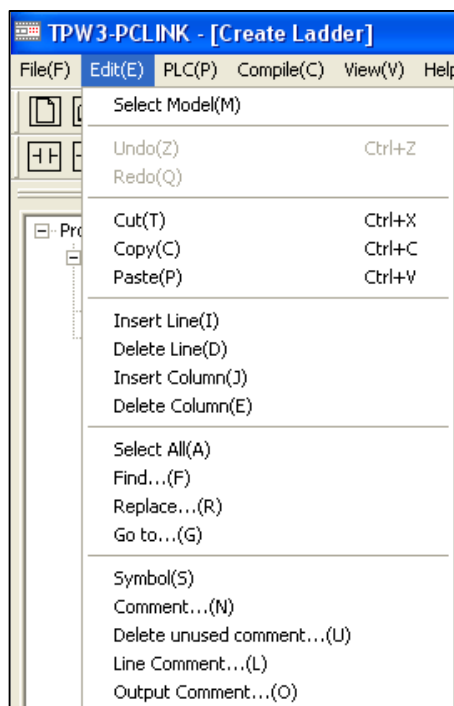 TPW3-PCLINK - [Create Ladder]
File(F) Edit(E) PLC(P) Compile(C) View(V) Help
Select Model(M)
Undo(Z) Ctrl+Z
Redo(Q)
Cut(T) Ctrl+X
Copy(C) Ctrl+C
Paste(P) Ctrl+V
Insert Line(I)
Delete Line(D)
Insert Column(J)
Delete Column(E)
Select All(A)
Find...(F)
Replace...(R)
Go to...(G)
Symbol(S)
Comment...(N)
Delete unused comment...(U)
Line Comment...(L)
Output Comment...(O)